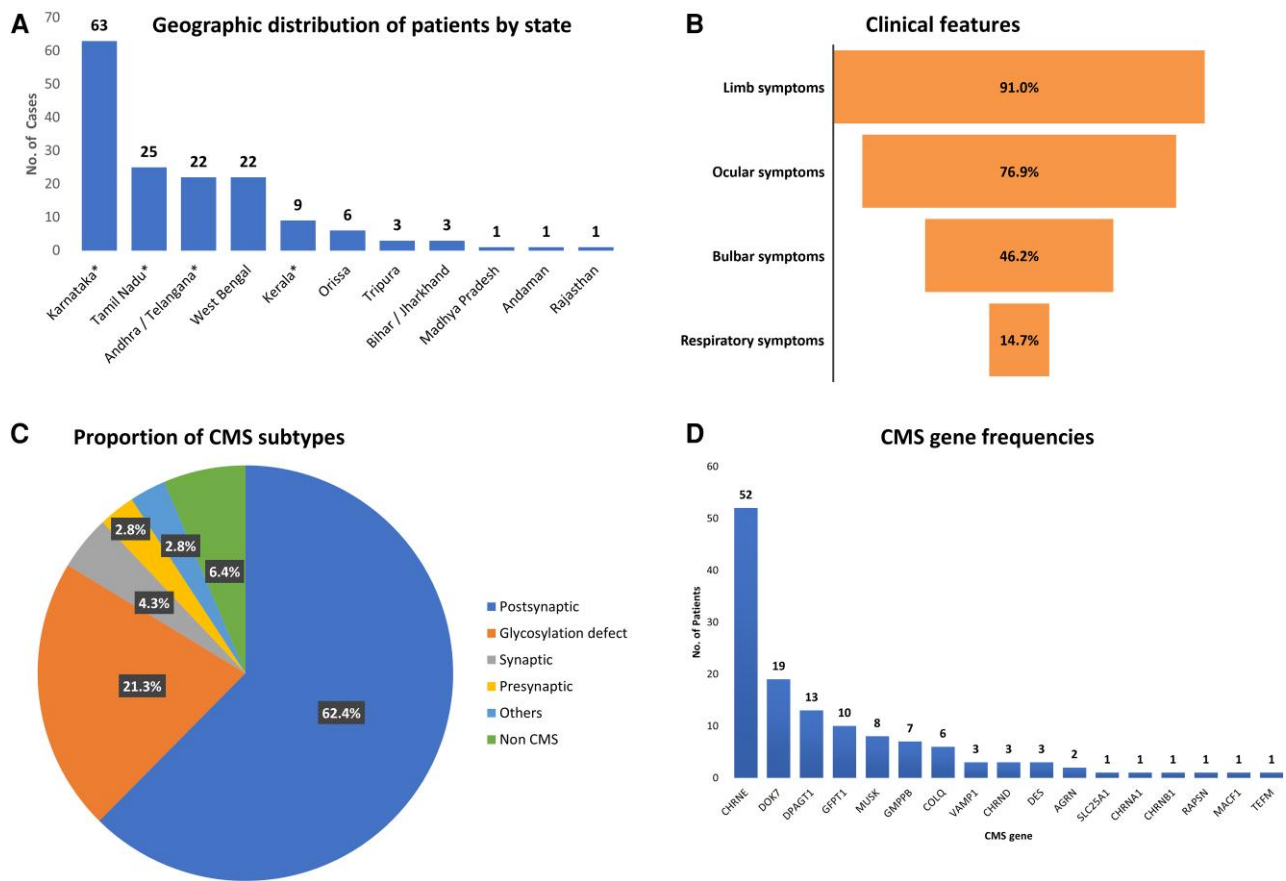 A Geographic distribution of patients by state
No. of Cases
70
60
50
40
30
20
10
0
63
25
22
22
9
6
3
3
1
1
1
Karnataka*
Tamil Nadu*
Andhra / Telangana*
West Bengal
Kerala*
Orissa
Tripura
Bihar / Jharkhand
Madhya Pradesh
Andaman
Rajasthan
B Clinical features
Limb symptoms 91.0%
Ocular symptoms 76.9%
Bulbar symptoms 46.2%
Respiratory symptoms 14.7%
C Proportion of CMS subtypes
2.8%
2.8%
6.4%
4.3%
21.3%
62.4%
Postsynaptic
Glycosylation defect
Synaptic
Presynaptic
Others
Non CMS
D CMS gene frequencies
No. of Patients
60
50
40
30
20
10
0
52
19
13
10
8
7
6
3
3
3
2
1
1
1
1
1
1
CHRNE
DOK7
DPAGT1
GFPT1
MUSK
GMPPB
COLQ
VAMP1
CHRND
DES
AGRN
SLC25A1
CHRNA1
CHRNB1
RAPSN
MACF1
TEFM
CMS gene